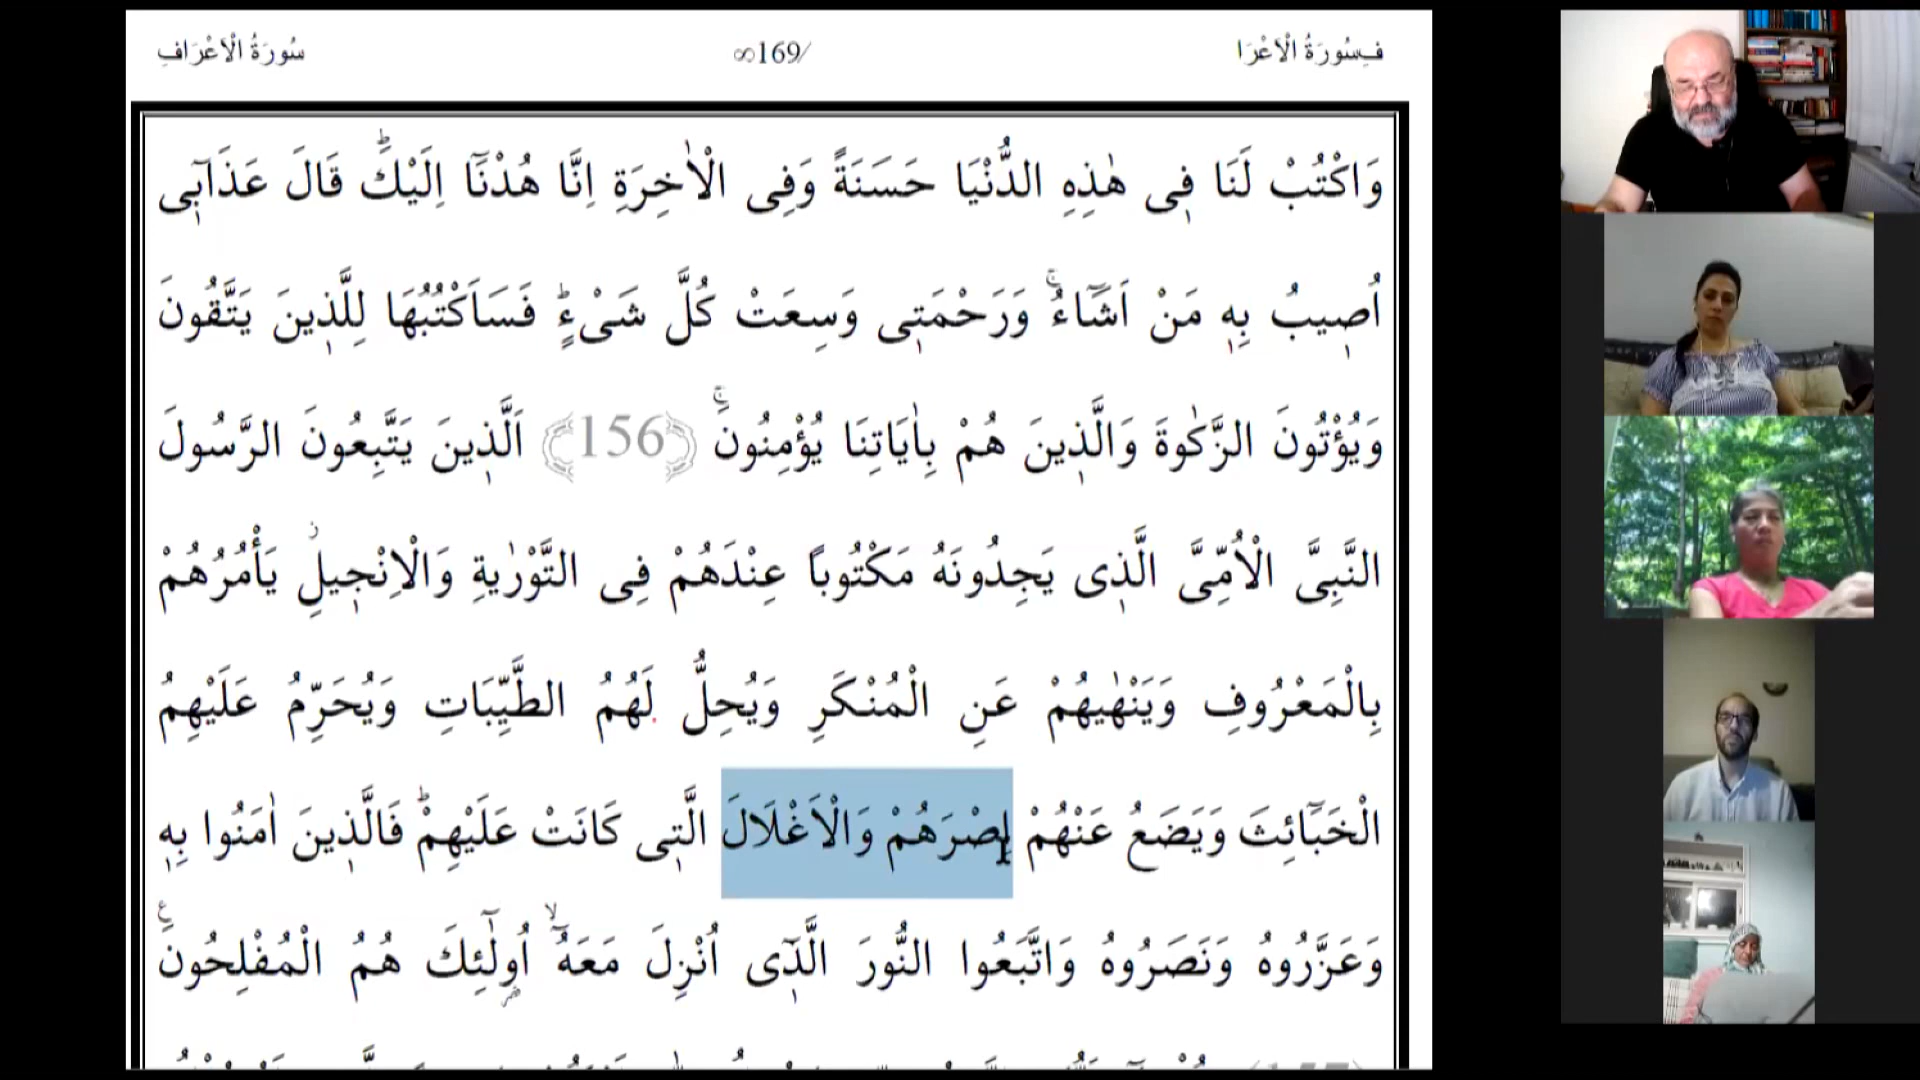 فِسُورَةُ الْاَعْرَا ∞169/ سُورَةُ الْاَعْرَافِ
وَاكْتُبْ لَنَا ف۪ى هٰذِهِ الدُّنْيَا حَسَنَةً وَفِى الْاٰخِرَةِ اِنَّا هُدْنَٓا اِلَيْكَۜ قَالَ عَذَاب۪ٓى
اُص۪يبُ بِه۪ مَنْ اَشَٓاءُۚ وَرَحْمَت۪ى وَسِعَتْ كُلَّ شَىْءٍۜ فَسَاَكْتُبُهَا لِلَّذ۪ينَ يَتَّقُونَ
وَيُؤْتُونَ الزَّكٰوةَ وَالَّذ۪ينَ هُمْ بِاٰيَاتِنَا يُؤْمِنُونَۚ ﴿156﴾ اَلَّذ۪ينَ يَتَّبِعُونَ الرَّسُولَ
النَّبِىَّ الْاُمِّىَّ الَّذ۪ى يَجِدُونَهُ مَكْتُوباً عِنْدَهُمْ فِى التَّوْرٰيةِ وَالْاِنْج۪يلِۘ يَأْمُرُهُمْ
بِالْمَعْرُوفِ وَيَنْهٰيهُمْ عَنِ الْمُنْكَرِ وَيُحِلُّ لَهُمُ الطَّيِّبَاتِ وَيُحَرِّمُ عَلَيْهِمُ
الْخَبَٓائِثَ وَيَضَعُ عَنْهُمْ اِصْرَهُمْ وَالْاَغْلَالَ الَّت۪ى كَانَتْ عَلَيْهِمْۜ فَالَّذ۪ينَ اٰمَنُوا بِه۪
وَعَزَّرُوهُ وَنَصَرُوهُ وَاتَّبَعُوا النُّورَ الَّذ۪ٓى اُنْزِلَ مَعَهُٓۙ اُو۬لٰٓئِكَ هُمُ الْمُفْلِحُونَ۟